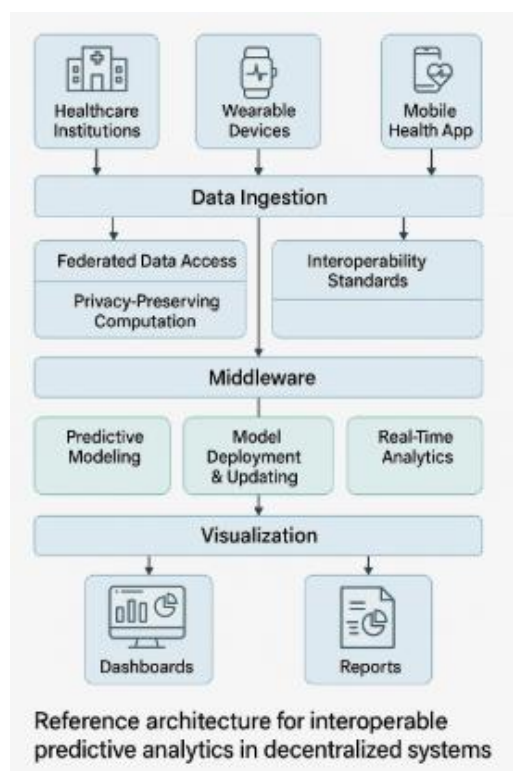 Healthcare
Institutions
Wearable
Devices
Mobile
Health App
Data Ingestion
Federated Data Access
Privacy-Preserving
Computation
Interoperability
Standards
Middleware
Predictive
Modeling
Model
Deployment
& Updating
Real-Time
Analytics
Visualization
Dashboards
Reports
Reference architecture for interoperable
predictive analytics in decentralized systems